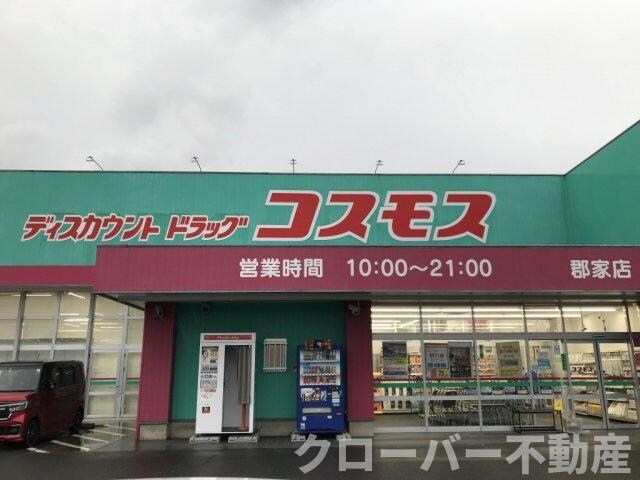 ディスカウント ドラッグ コスモス
営業時間 10:00～21:00 郡家店
クローバー不動産